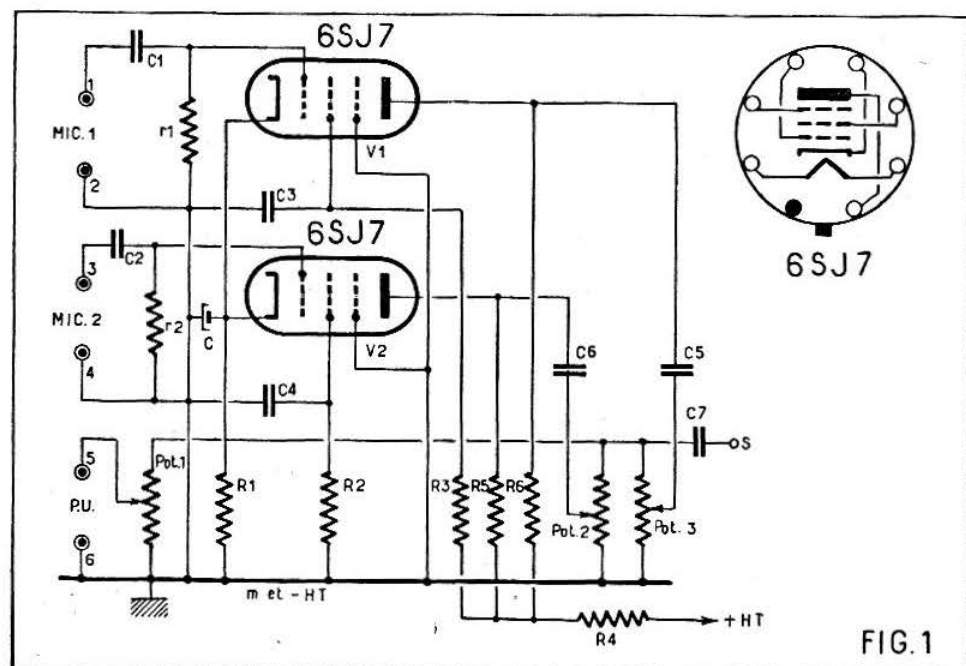 6SJ7
C1
1
MIC. 1
r1
V1
2
C3
6SJ7
6SJ7
C2
3
MIC. 2
r2
C
V2
C6
C5
4
C4
C7
S
5
Pot.1
P.U.
R1
R2
R3
R5
R6
Pot.2
Pot. 3
6
m et - HT
R4
+HT
FIG.1